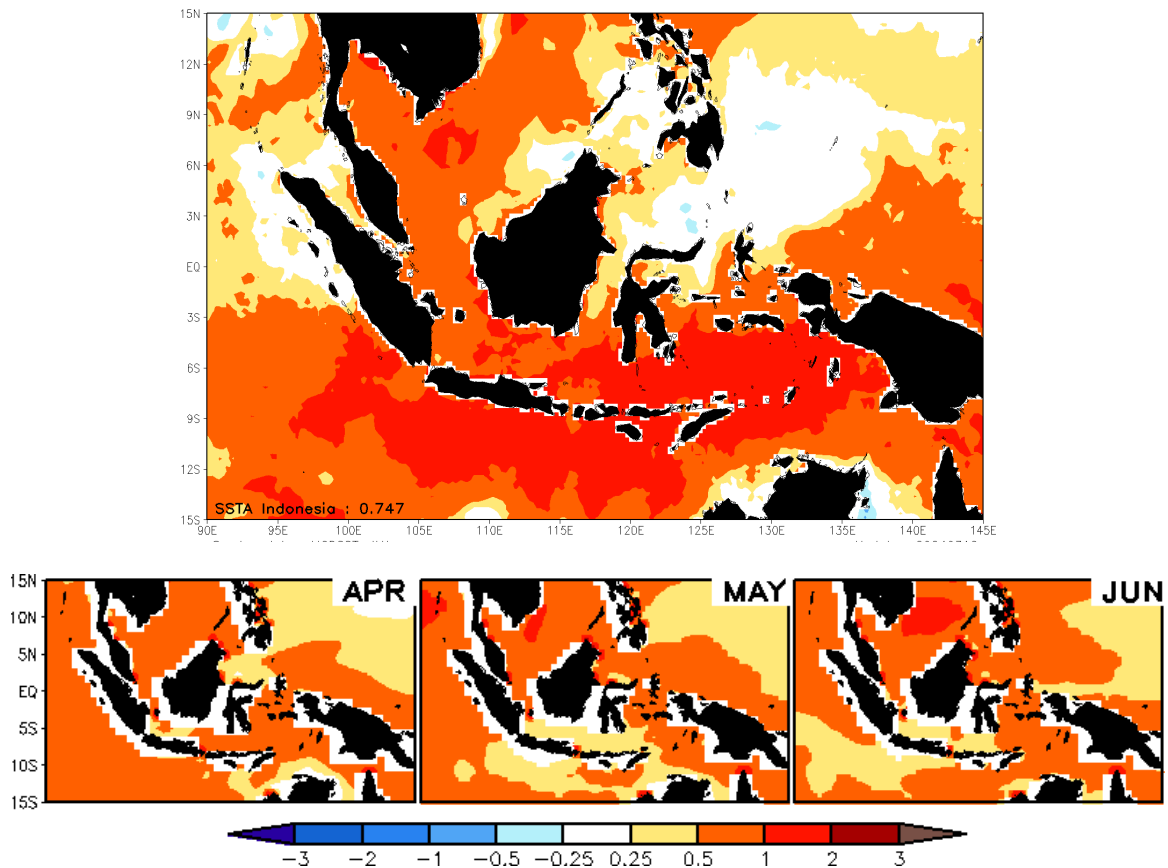 15N
12N
9N
6N
3N
EQ
3S
6S
9S
12S
15S
SSTA Indonesia : 0.747
90E 95E 100E 105E 110E 115E 120E 125E 130E 135E 140E 145E
15N
10N
5N
EQ
5S
10S
15S
APR MAY JUN
-3 -2 -1 -0.5 -0.25 0.25 0.5 1 2 3